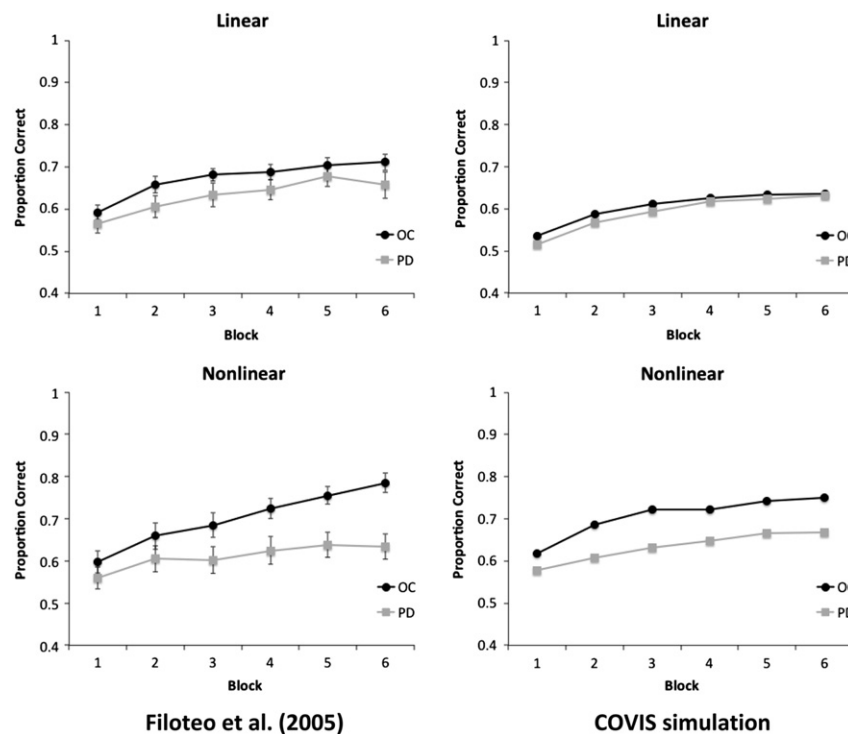 Linear
Proportion Correct
1
0.9
0.8
0.7
0.6
0.5
0.4
OC
PD
1 2 3 4 5 6
Block
Linear
Proportion Correct
1
0.9
0.8
0.7
0.6
0.5
0.4
OC
PD
1 2 3 4 5 6
Block
Nonlinear
Proportion Correct
1
0.9
0.8
0.7
0.6
0.5
0.4
OC
PD
1 2 3 4 5 6
Block
Nonlinear
Proportion Correct
1
0.9
0.8
0.7
0.6
0.5
0.4
OC
PD
1 2 3 4 5 6
Block
Filoteo et al. (2005)
COVIS simulation